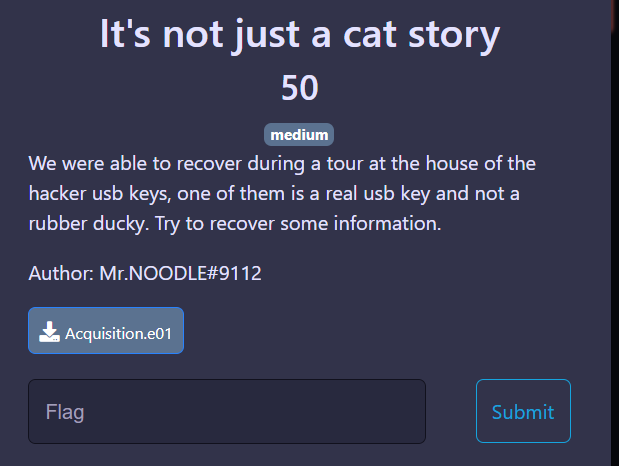 It's not just a cat story
50
medium
We were able to recover during a tour at the house of the
hacker usb keys, one of them is a real usb key and not a
rubber ducky. Try to recover some information.
Author: Mr.NOODLE#9112
Acquisition.e01
Flag
Submit